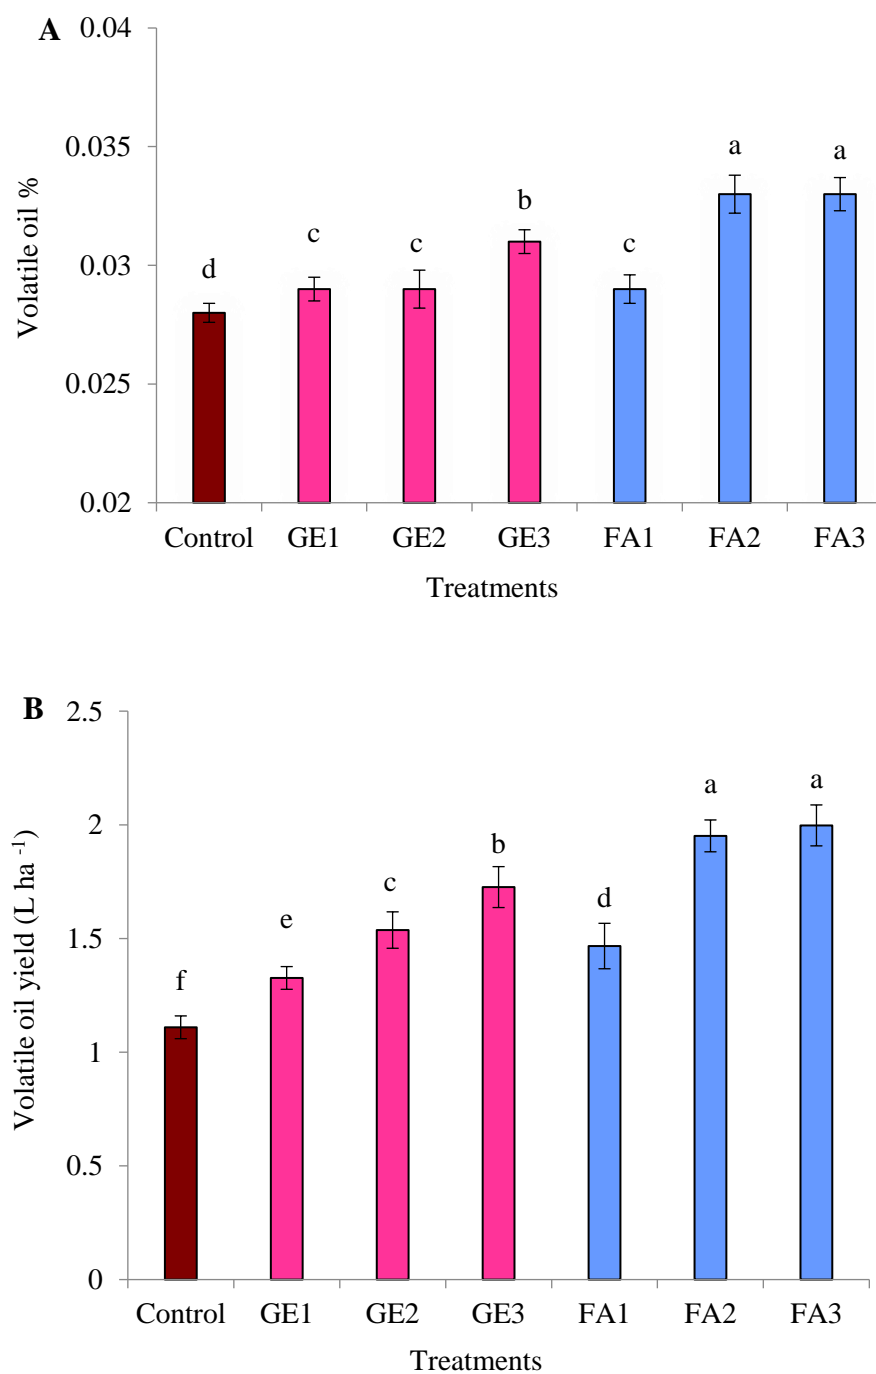 A
0.04
0.035
0.03
0.025
0.02
Volatile oil %
d
c
c
b
c
a
a
Control GE1 GE2 GE3 FA1 FA2 FA3
Treatments
B
2.5
2
1.5
1
0.5
0
Volatile oil yield (L ha -1)
f
e
c
b
d
a
a
Control GE1 GE2 GE3 FA1 FA2 FA3
Treatments